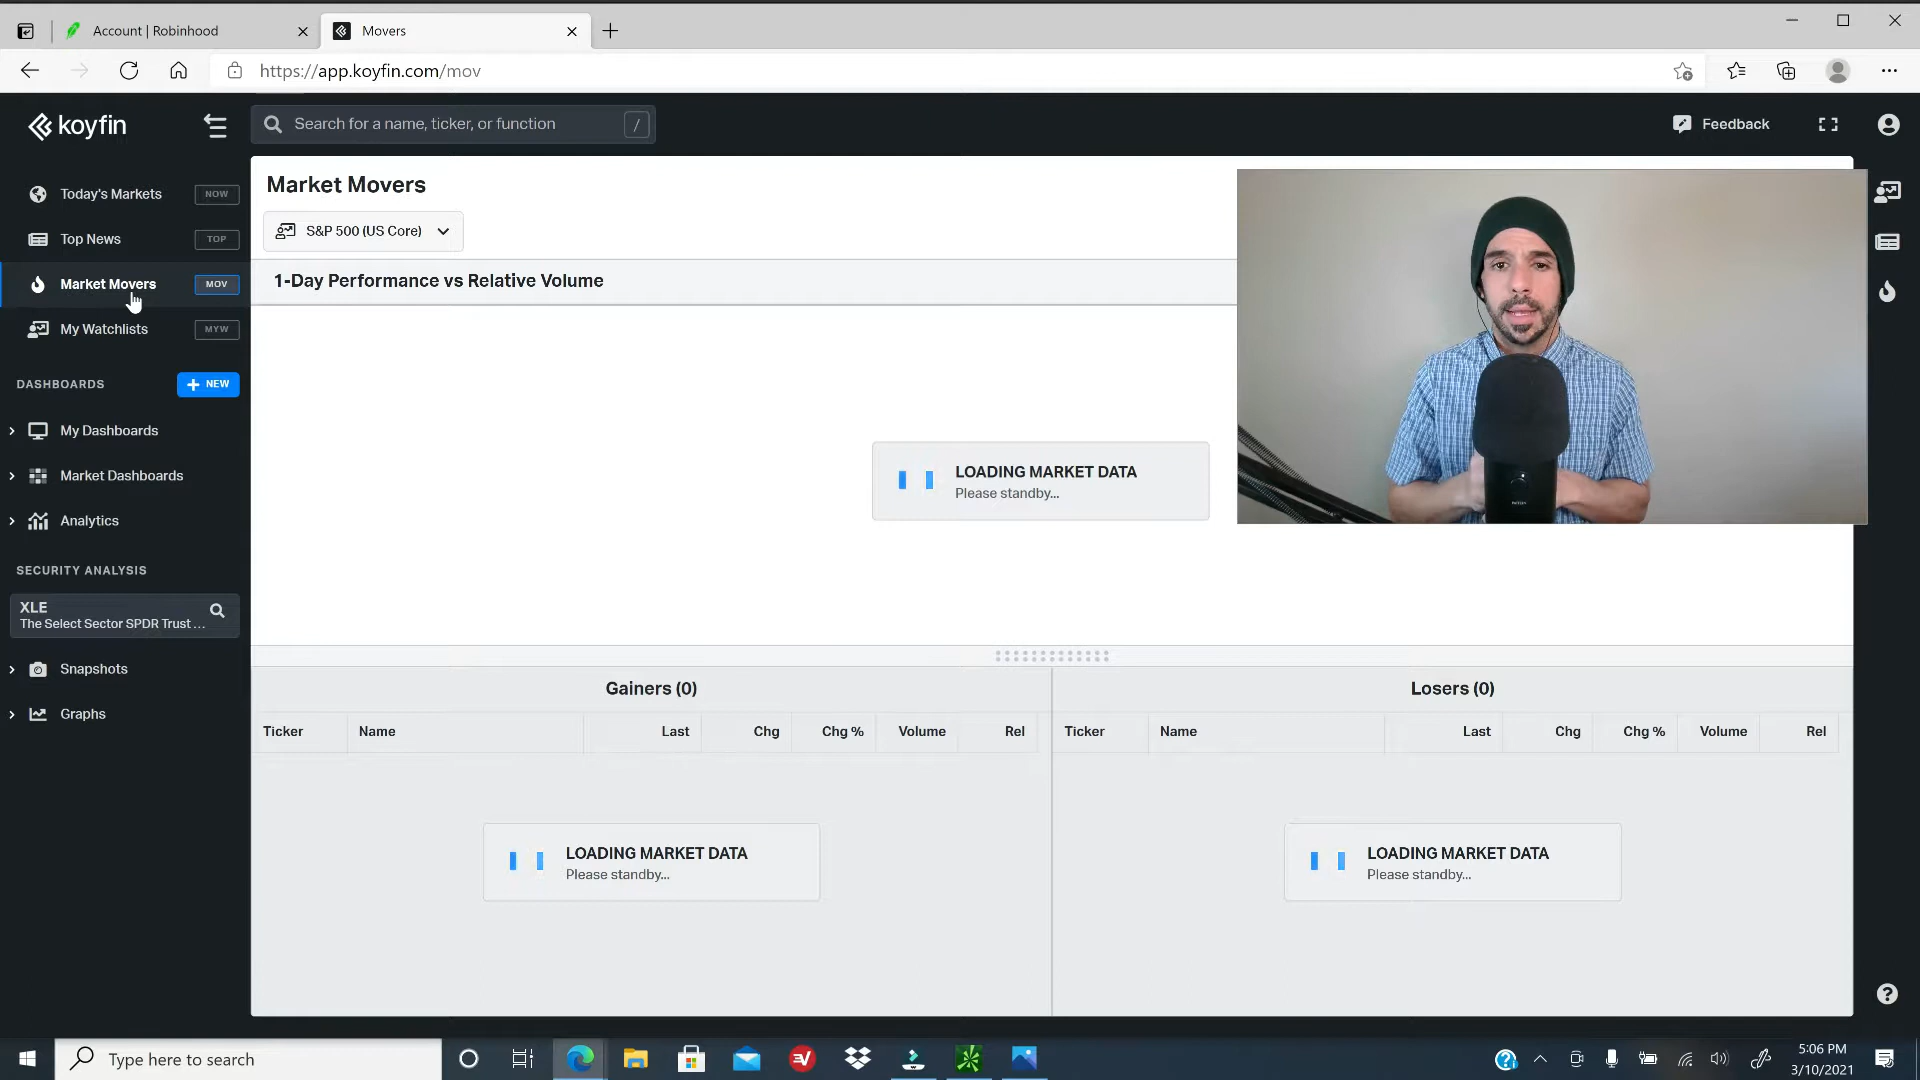 Account | Robinhood
Movers
https://app.koyfin.com/mov
koyfin
Search for a name, ticker, or function
/
Feedback
Today's Markets
NOW
Top News
TOP
Market Movers
MOV
My Watchlists
MYW
DASHBOARDS
NEW
My Dashboards
Market Dashboards
Analytics
SECURITY ANALYSIS
XLE
The Select Sector SPDR Trust ...
Snapshots
Graphs
Market Movers
S&P 500 (US Core)
1-Day Performance vs Relative Volume
LOADING MARKET DATA
Please standby...
Gainers (0)
Ticker Name Last Chg Chg % Volume Rel
LOADING MARKET DATA
Please standby...
Losers (0)
Ticker Name Last Chg Chg % Volume Rel
LOADING MARKET DATA
Please standby...
Type here to search
5:06 PM
3/10/2021